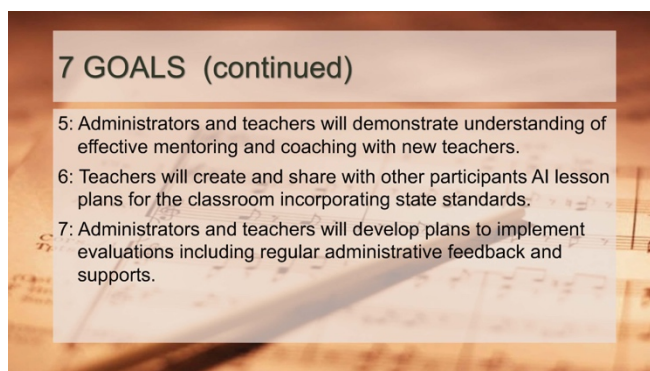 7 GOALS (continued)
5: Administrators and teachers will demonstrate understanding of
effective mentoring and coaching with new teachers.
6: Teachers will create and share with other participants AI lesson
plans for the classroom incorporating state standards.
7: Administrators and teachers will develop plans to implement
evaluations including regular administrative feedback and
supports.